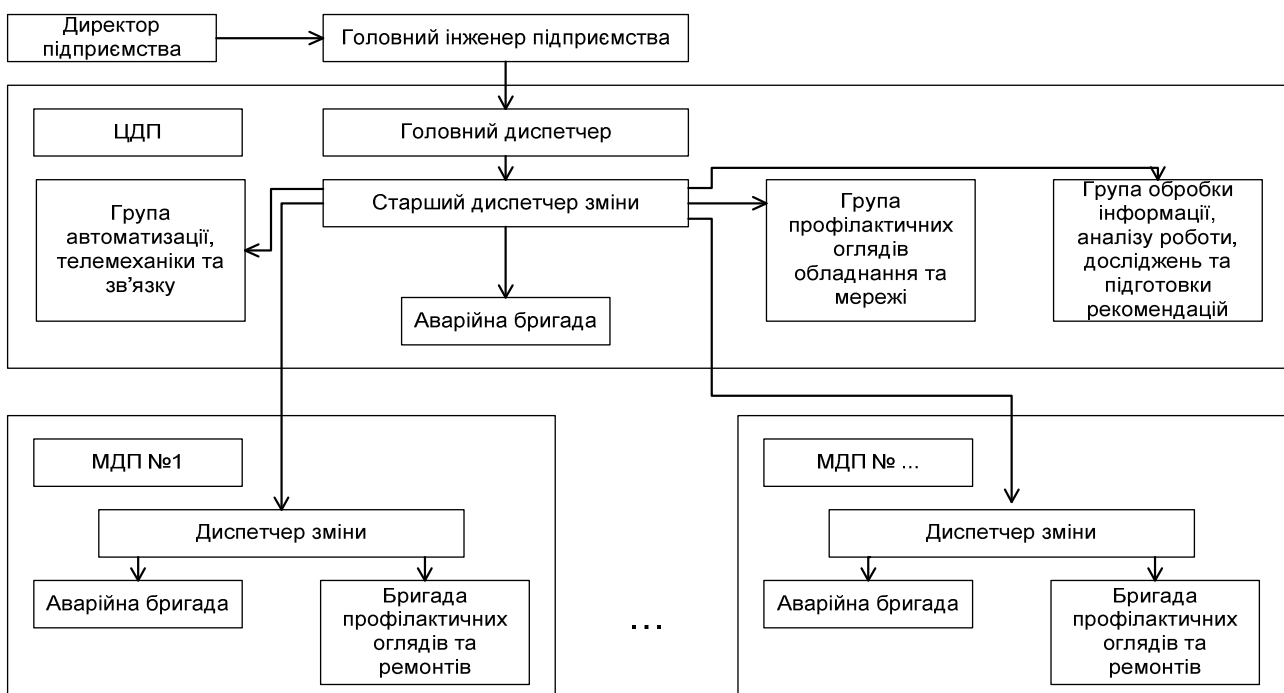 Директор
підприємства
Головний інженер підприємства
ЦДП
Головний диспетчер
Група
автоматизації,
телемеханіки та
зв’язку
Старший диспетчер зміни
Аварійна бригада
Група
профілактичних
оглядів
обладнання та
мережі
Група обробки
інформації,
аналізу роботи,
досліджень та
підготовки
рекомендацій
МДП №1
Диспетчер зміни
Аварійна бригада
Бригада
профілактичних
оглядів та
ремонтів
...
МДП № ...
Диспетчер зміни
Аварійна бригада
Бригада
профілактичних
оглядів та
ремонтів